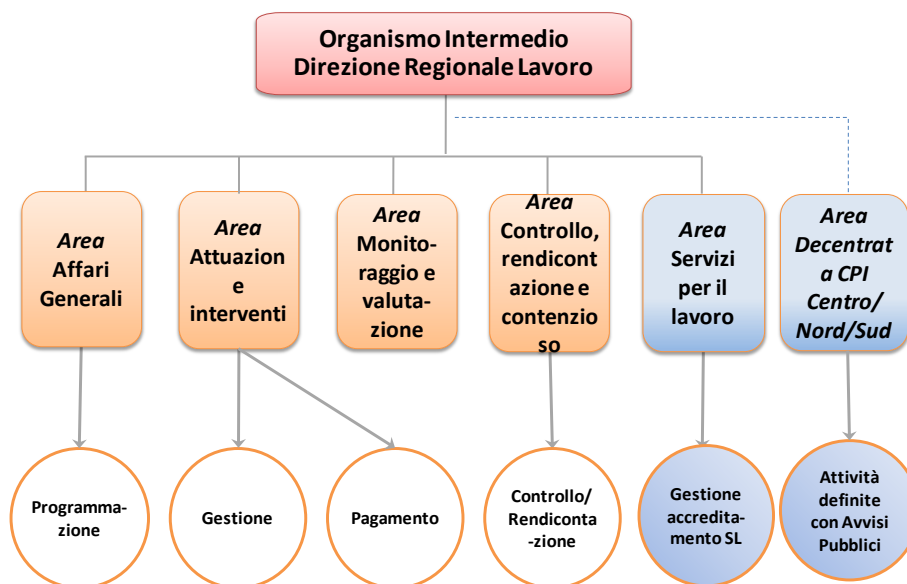 Organismo Intermedio
Direzione Regionale Lavoro
Area
Affari
Generali
Area
Attuazion
e
interventi
Area
Monito-
raggio e
valuta-
zione
Area
Controllo,
rendicont
azione e
contenzio
so
Area
Servizi
per il
lavoro
Area
Decentrat
a CPI
Centro/
Nord/Sud
Programma-
zione
Gestione
Pagamento
Controllo/
Rendiconta
-zione
Gestione
accredita-
mento SL
Attività
definite
con Avvisi
Pubblici